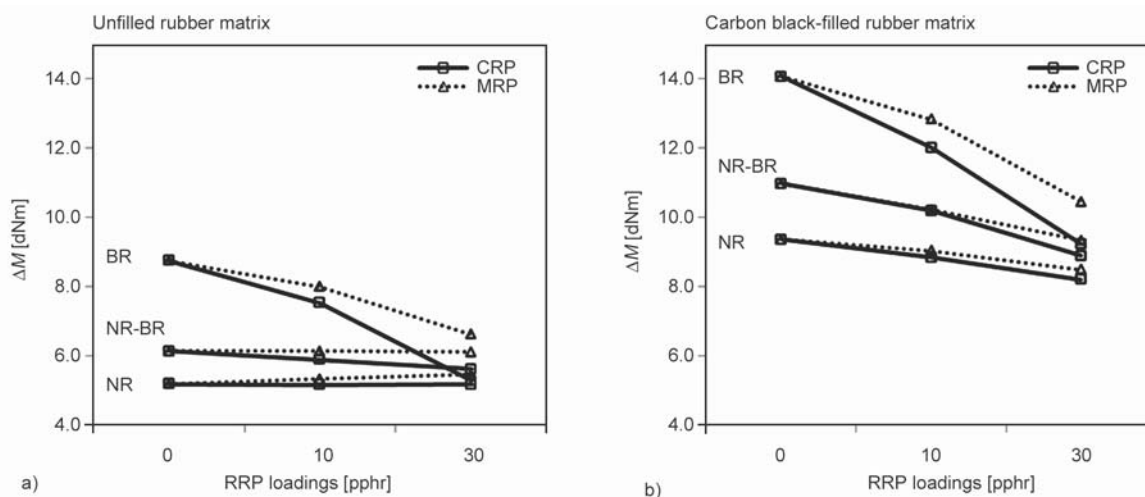 Unfilled rubber matrix
CRP
MRP
14.0
12.0
10.0
8.0
6.0
4.0
ΔM [dNm]
BR
NR-BR
NR
0 10 30
RRP loadings [pphr]
a)
Carbon black-filled rubber matrix
CRP
MRP
14.0
12.0
10.0
8.0
6.0
4.0
ΔM [dNm]
BR
NR-BR
NR
0 10 30
RRP loadings [pphr]
b)